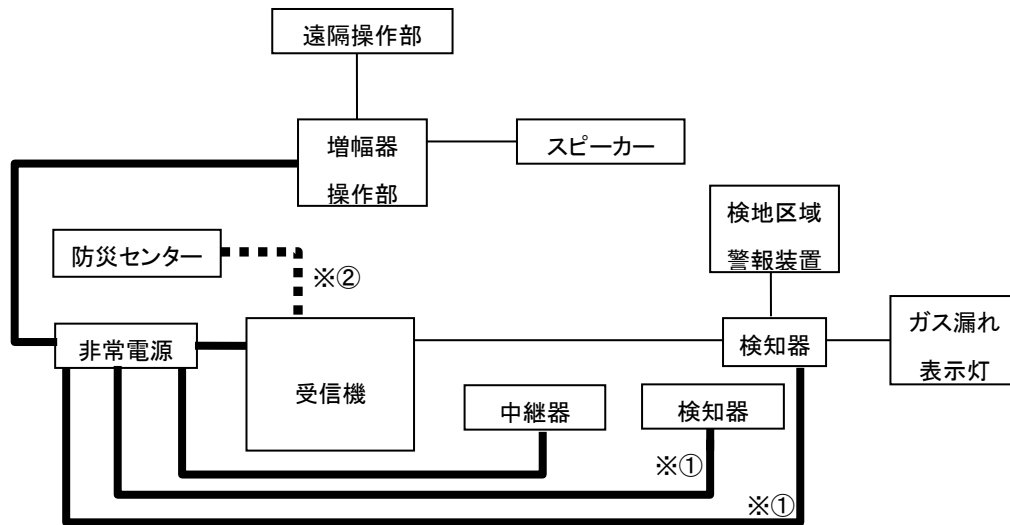 遠隔操作部
増幅器
操作部
スピーカー
検地区域
警報装置
防災センター
※②
非常電源
受信機
検知器
ガス漏れ
表示灯
中継器
検知器
※①
※①